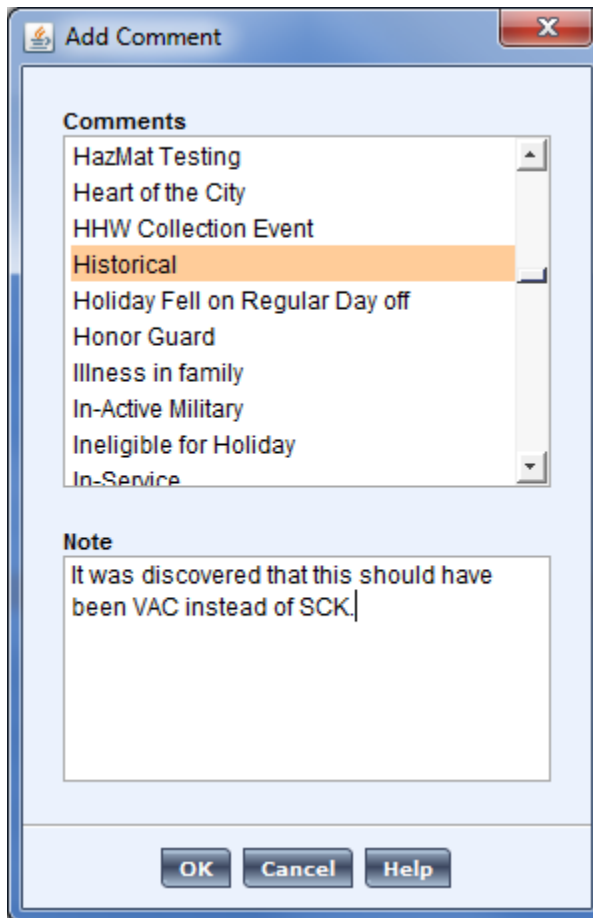 Add Comment
Comments
HazMat Testing
Heart of the City
HHW Collection Event
Historical
Holiday Fell on Regular Day off
Honor Guard
Illness in family
In-Active Military
Ineligible for Holiday
In-Service
Note
It was discovered that this should have
been VAC instead of SCK.
OK Cancel Help